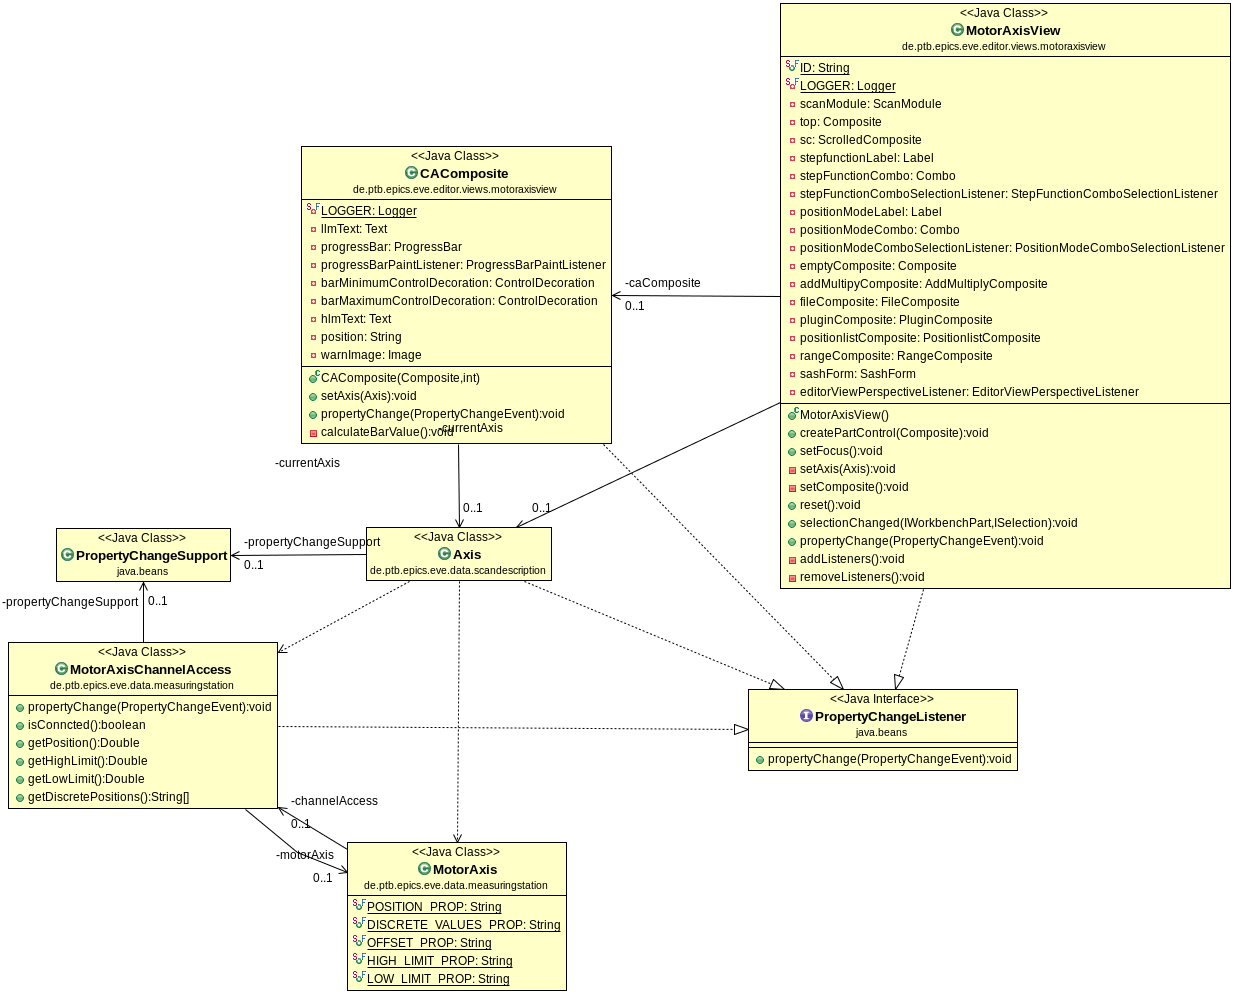 <<Java Class>>
MotorAxisView
de.ptb.epics.eve.editor.views.motoraxisview
ID: String
LOGGER: Logger
scanModule: ScanModule
top: Composite
sc: ScrolledComposite
stepfunctionLabel: Label
stepFunctionCombo: Combo
stepFunctionComboSelectionListener: StepFunctionComboSelectionListener
positionModeLabel: Label
positionModeCombo: Combo
positionModeComboSelectionListener: PositionModeComboSelectionListener
emptyComposite: Composite
addMultipyComposite: AddMultiplyComposite
fileComposite: FileComposite
pluginComposite: PluginComposite
positionlistComposite: PositionlistComposite
rangeComposite: RangeComposite
sashForm: SashForm
editorViewPerspectiveListener: EditorViewPerspectiveListener
MotorAxisView()
createPartControl(Composite):void
setFocus():void
setAxis(Axis):void
setComposite():void
reset():void
selectionChanged(IWorkbenchPart,ISelection):void
propertyChange(PropertyChangeEvent):void
addListeners():void
removeListeners():void
<<Java Class>>
CAComposite
de.ptb.epics.eve.editor.views.motoraxisview
LOGGER: Logger
llmText: Text
progressBar: ProgressBar
progressBarPaintListener: ProgressBarPaintListener
barMinimumControlDecoration: ControlDecoration
barMaximumControlDecoration: ControlDecoration
hlmText: Text
position: String
warnImage: Image
CAComposite(Composite,int)
setAxis(Axis):void
propertyChange(PropertyChangeEvent):void
calculateBarValue():void
-caComposite
0..1
-currentAxis
-currentAxis
0..1
0..1
<<Java Class>>
PropertyChangeSupport
java.beans
-propertyChangeSupport
0..1
<<Java Class>>
Axis
de.ptb.epics.eve.data.scandescription
-propertyChangeSupport
0..1
<<Java Class>>
MotorAxisChannelAccess
de.ptb.epics.eve.data.measuringstation
propertyChange(PropertyChangeEvent):void
isConncted():boolean
getPosition():Double
getHighLimit():Double
getLowLimit():Double
getDiscretePositions():String[]
<<Java Interface>>
PropertyChangeListener
java.beans
propertyChange(PropertyChangeEvent):void
-channelAccess
0..1
-motorAxis
0..1
<<Java Class>>
MotorAxis
de.ptb.epics.eve.data.measuringstation
POSITION_PROP: String
DISCRETE_VALUES_PROP: String
OFFSET_PROP: String
HIGH_LIMIT_PROP: String
LOW_LIMIT_PROP: String